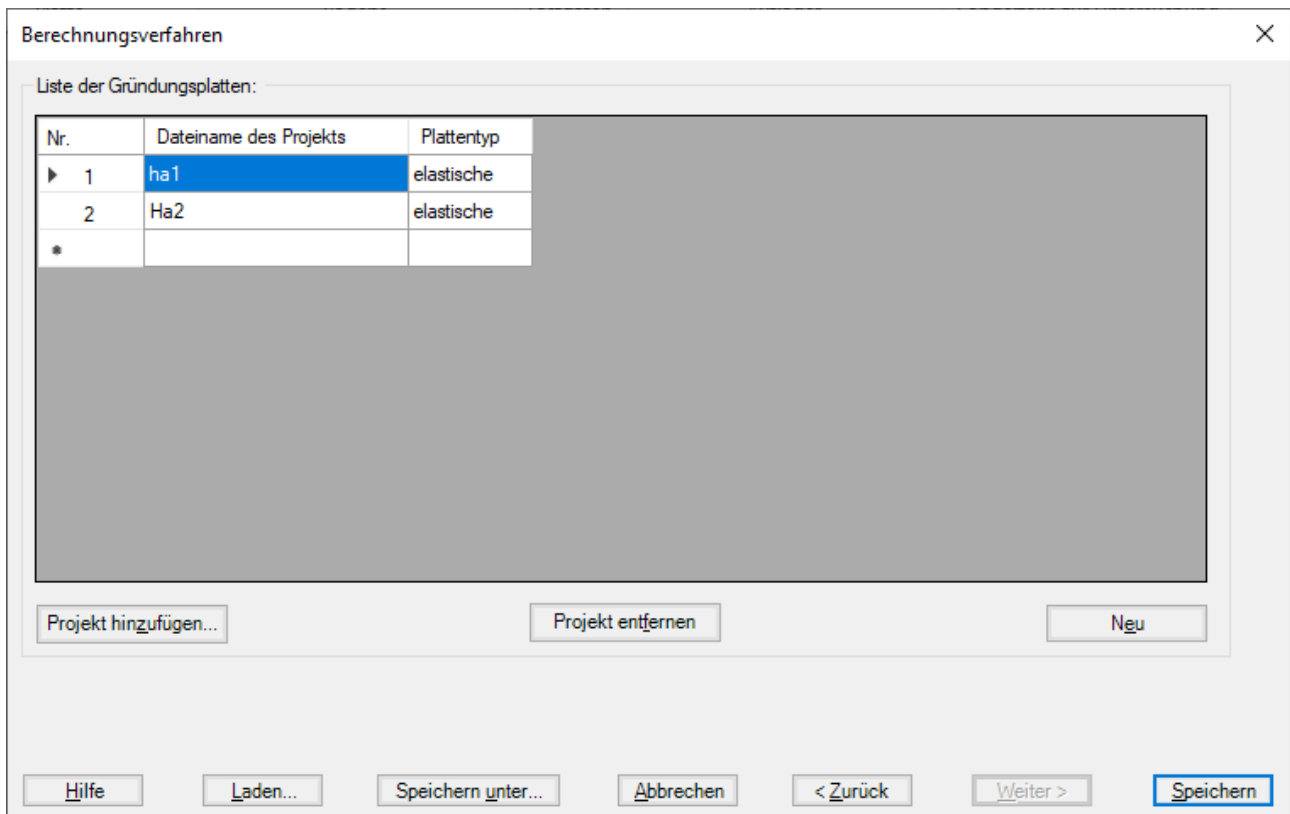 Berechnungsverfahren
Liste der Gründungsplatten:
Nr. Dateiname des Projekts Plattentyp
1 ha1 elastische
2 Ha2 elastische
Projekt hinzufügen... Projekt entfernen Neu
Hilfe Laden... Speichern unter... Abbrechen < Zurück Weiter > Speichern